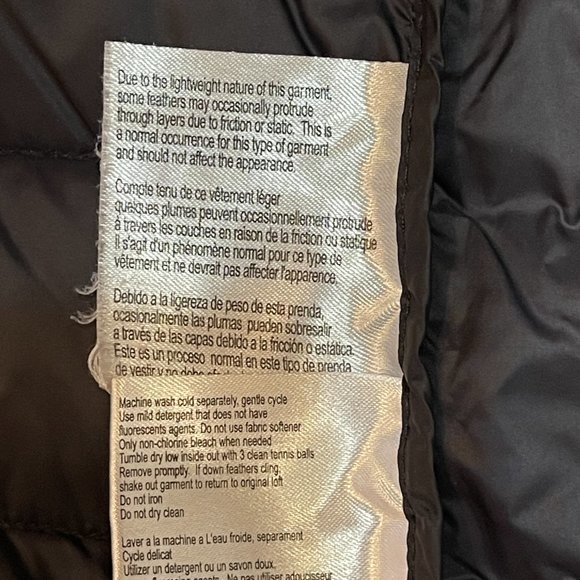 Due to the lightweight nature of this garment,
some feathers may occasionally protrude
through layers due to friction or static. This is
a normal occurrence for this type of garment
and should not affect the appearance.
Compte tenu de ce vêtement léger
quelques plumes peuvent occasionnellement protrude
à travers les couches en raison de la friction ou statique
Il s'agit d'un phénomène normal pour ce type de
vêtement et ne devrait pas affecter l'apparence.
Debido a la ligereza de peso de esta prenda,
ocasionalmente las plumas pueden sobresalir
a través de las capas debido a la fricción o estática.
Este es un proceso normal en este tipo de prenda
de vestir y no debe
Machine wash cold separately, gentle cycle
Use mild detergent that does not have
fluorescents agents. Do not use fabric softener
Only non-chlorine bleach when needed
Tumble dry low inside out with 3 clean tennis balls
Remove promptly. If down feathers cling,
shake out garment to return to original loft
Do not iron
Do not dry clean
Laver a la machine a L'eau froide, separament
Cycle delicat
Utilizer un detergent ou un savon doux.
Ne pas utiliser adoucisseur